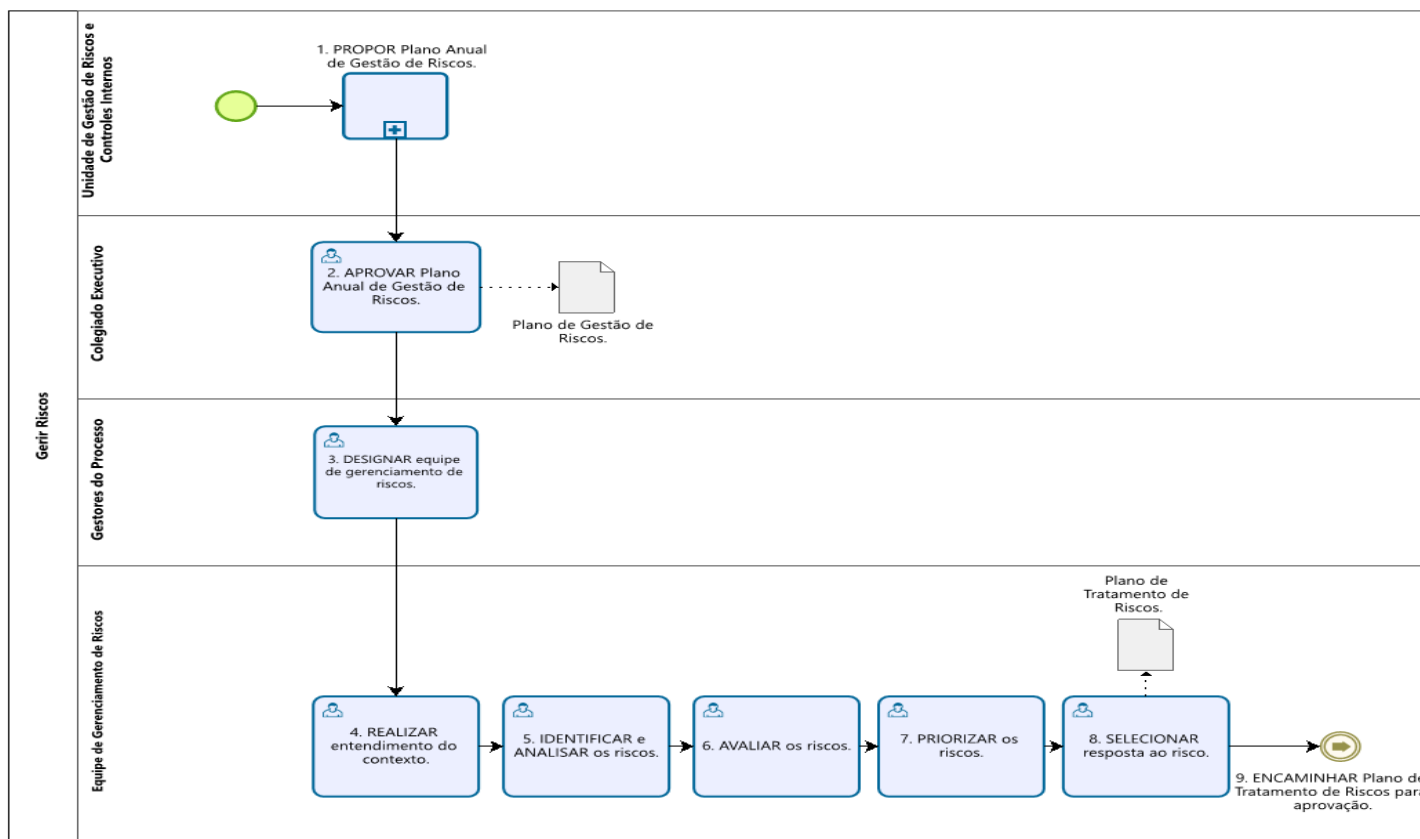 Gerir Riscos
Unidade de Gestão de Riscos e
Controles Internos
1. PROPOR Plano Anual
de Gestão de Riscos.
Colegiado Executivo
2. APROVAR Plano
Anual de Gestão de
Riscos.
Plano de Gestão de
Riscos.
Gestores do Processo
3. DESIGNAR equipe
de gerenciamento de
riscos.
Equipe de Gerenciamento de Riscos
Plano de
Tratamento de
Riscos.
4. REALIZAR
entendimento do
contexto.
5. IDENTIFICAR e
ANALISAR os riscos.
6. AVALIAR os riscos.
7. PRIORIZAR os
riscos.
8. SELECIONAR
resposta ao risco.
9. ENCAMINHAR Plano de
Tratamento de Riscos para
aprovação.